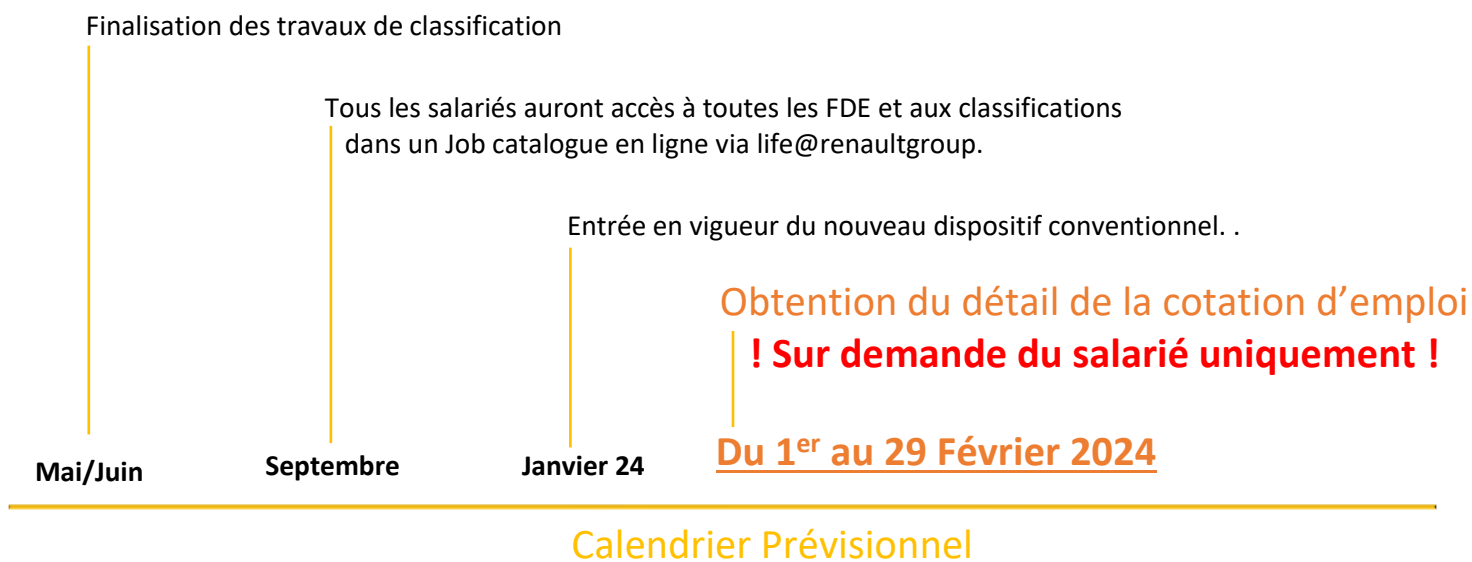 Finalisation des travaux de classification
Tous les salariés auront accès à toutes les FDE et aux classifications
dans un Job catalogue en ligne via life@renaultgroup.
Entrée en vigueur du nouveau dispositif conventionnel. .
Obtention du détail de la cotation d’emploi
! Sur demande du salarié uniquement !
Mai/Juin
Septembre
Janvier 24
Du 1er au 29 Février 2024
Calendrier Prévisionnel